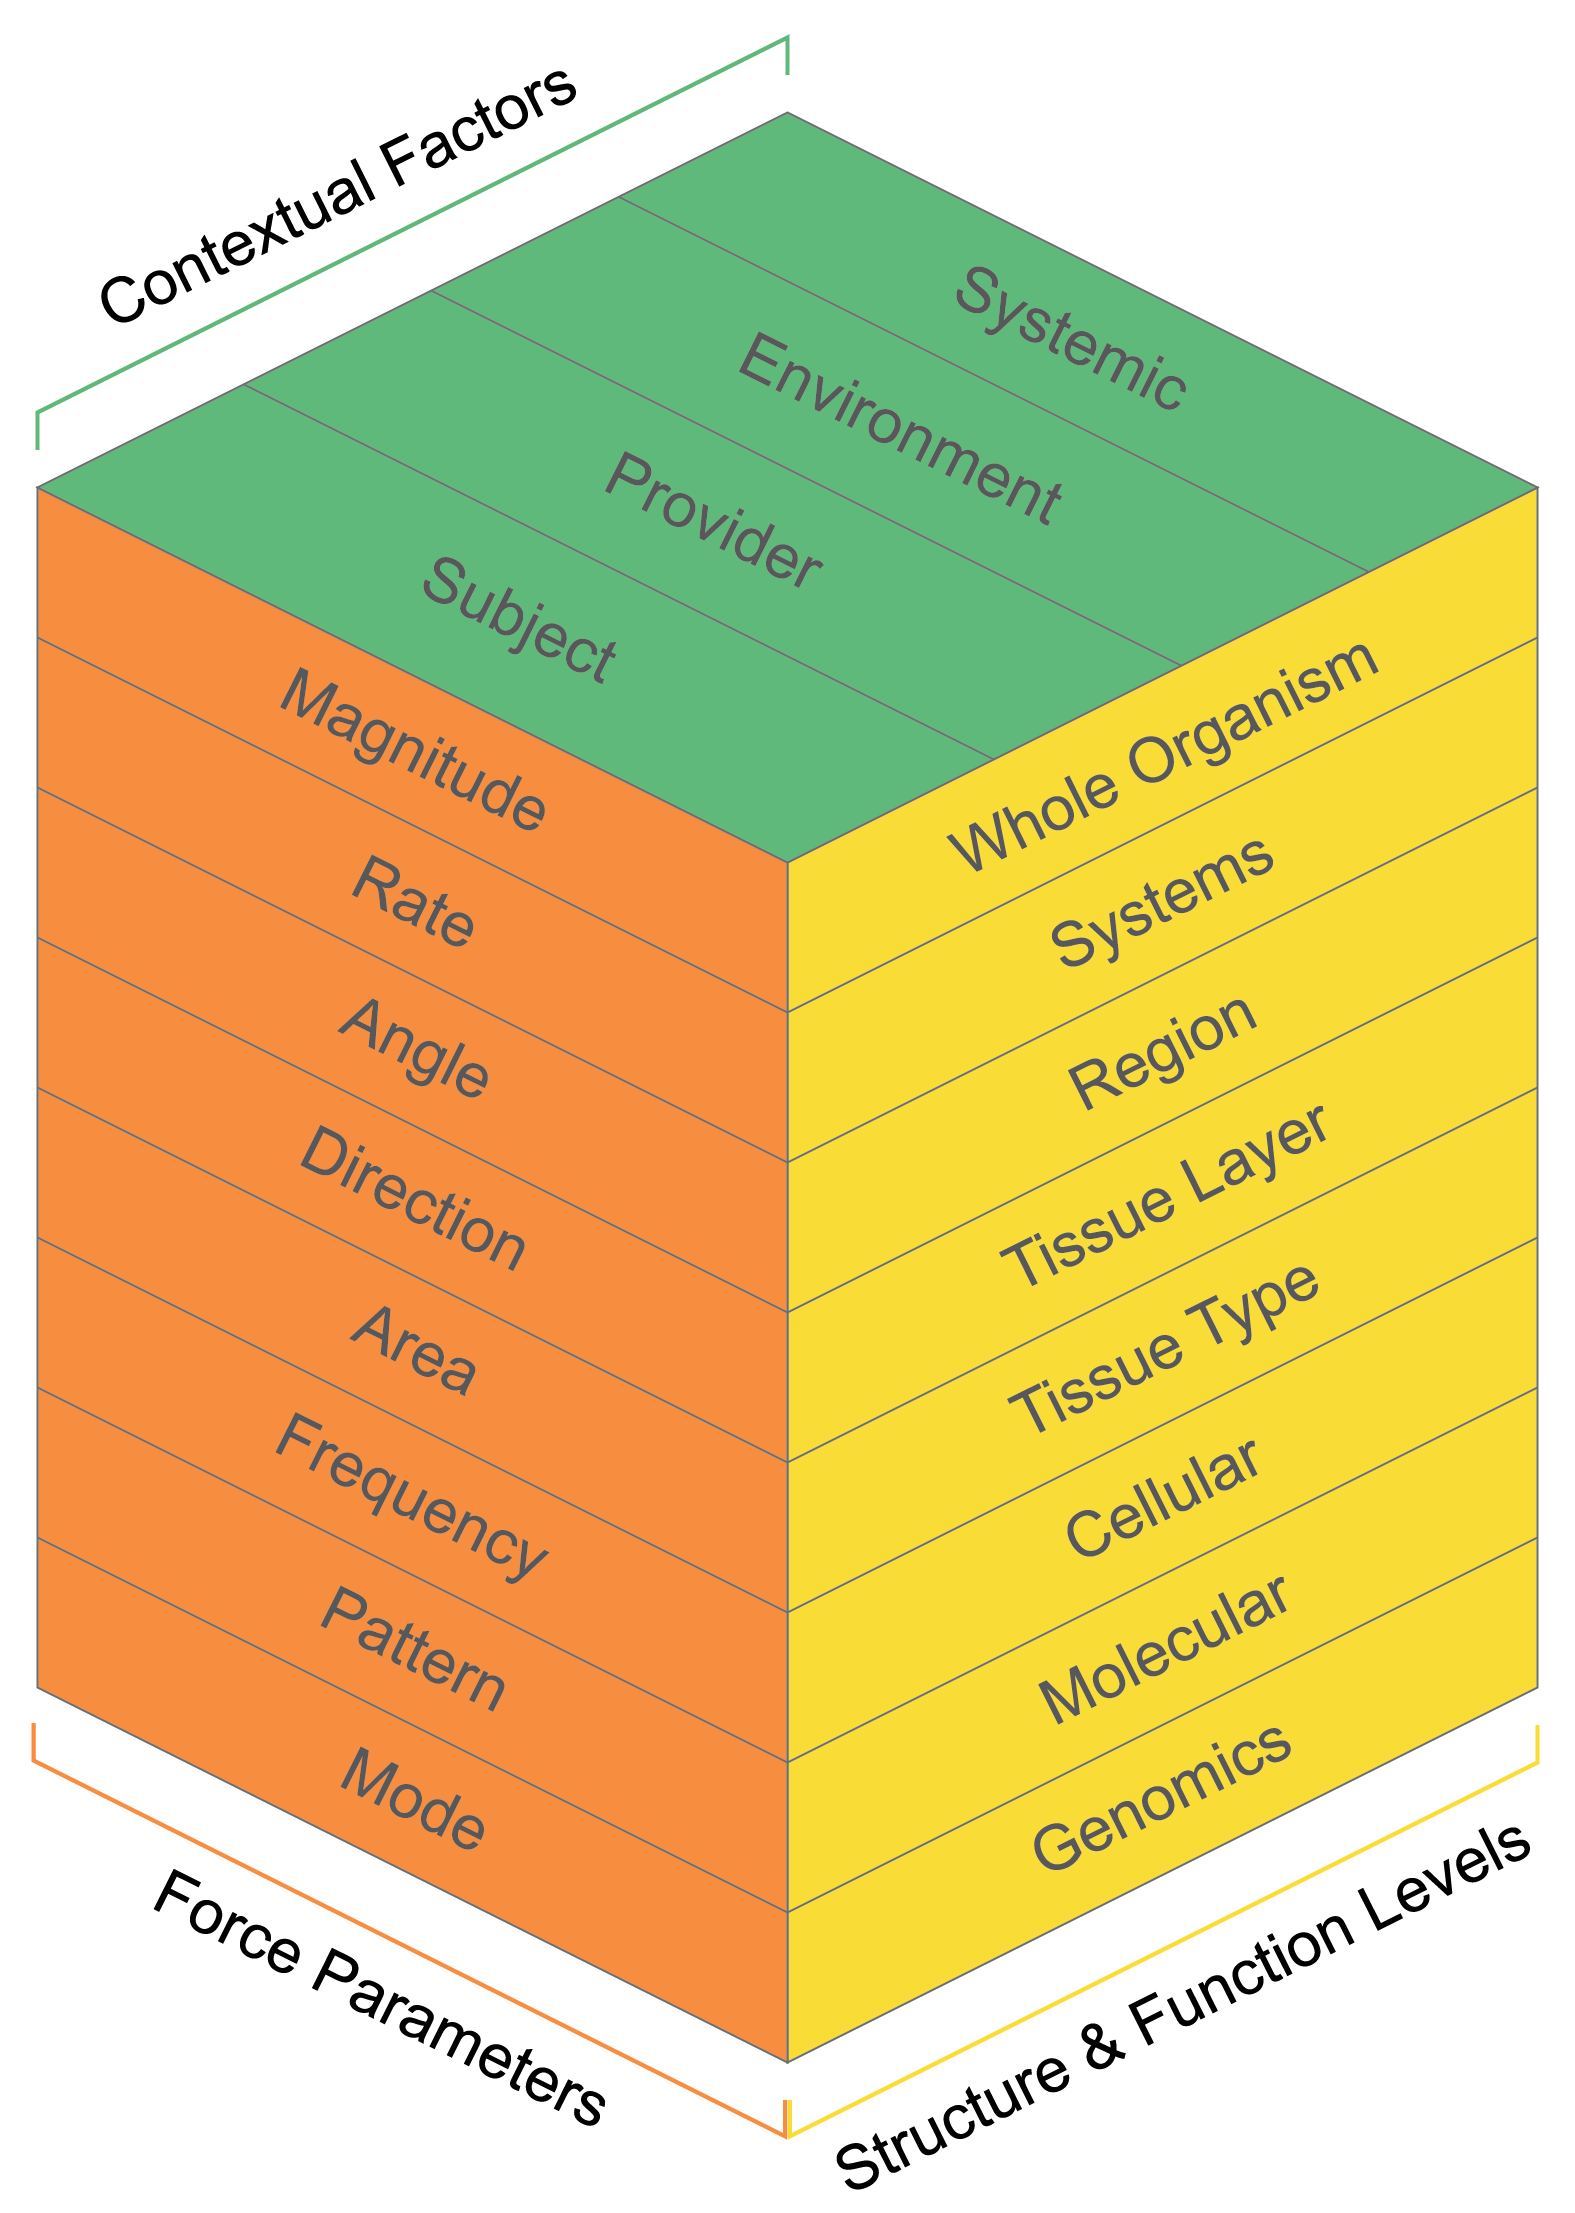 Contextual Factors
Systemic
Environment
Provider
Subject
Magnitude
Rate
Angle
Direction
Area
Frequency
Pattern
Mode
Force Parameters
Whole Organism
Systems
Region
Tissue Layer
Tissue Type
Cellular
Molecular
Genomics
Structure & Function Levels